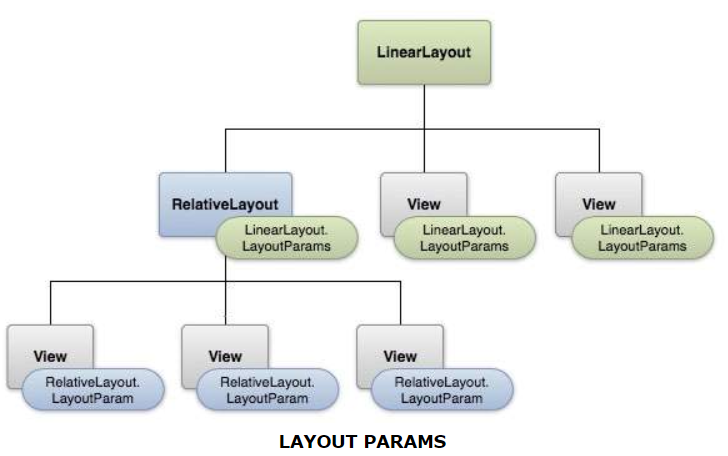 LinearLayout
RelativeLayout
LinearLayout.
LayoutParams
View
LinearLayout.
LayoutParams
View
LinearLayout.
LayoutParams
View
RelativeLayout.
LayoutParam
View
RelativeLayout.
LayoutParam
View
RelativeLayout.
LayoutParam
LAYOUT PARAMS